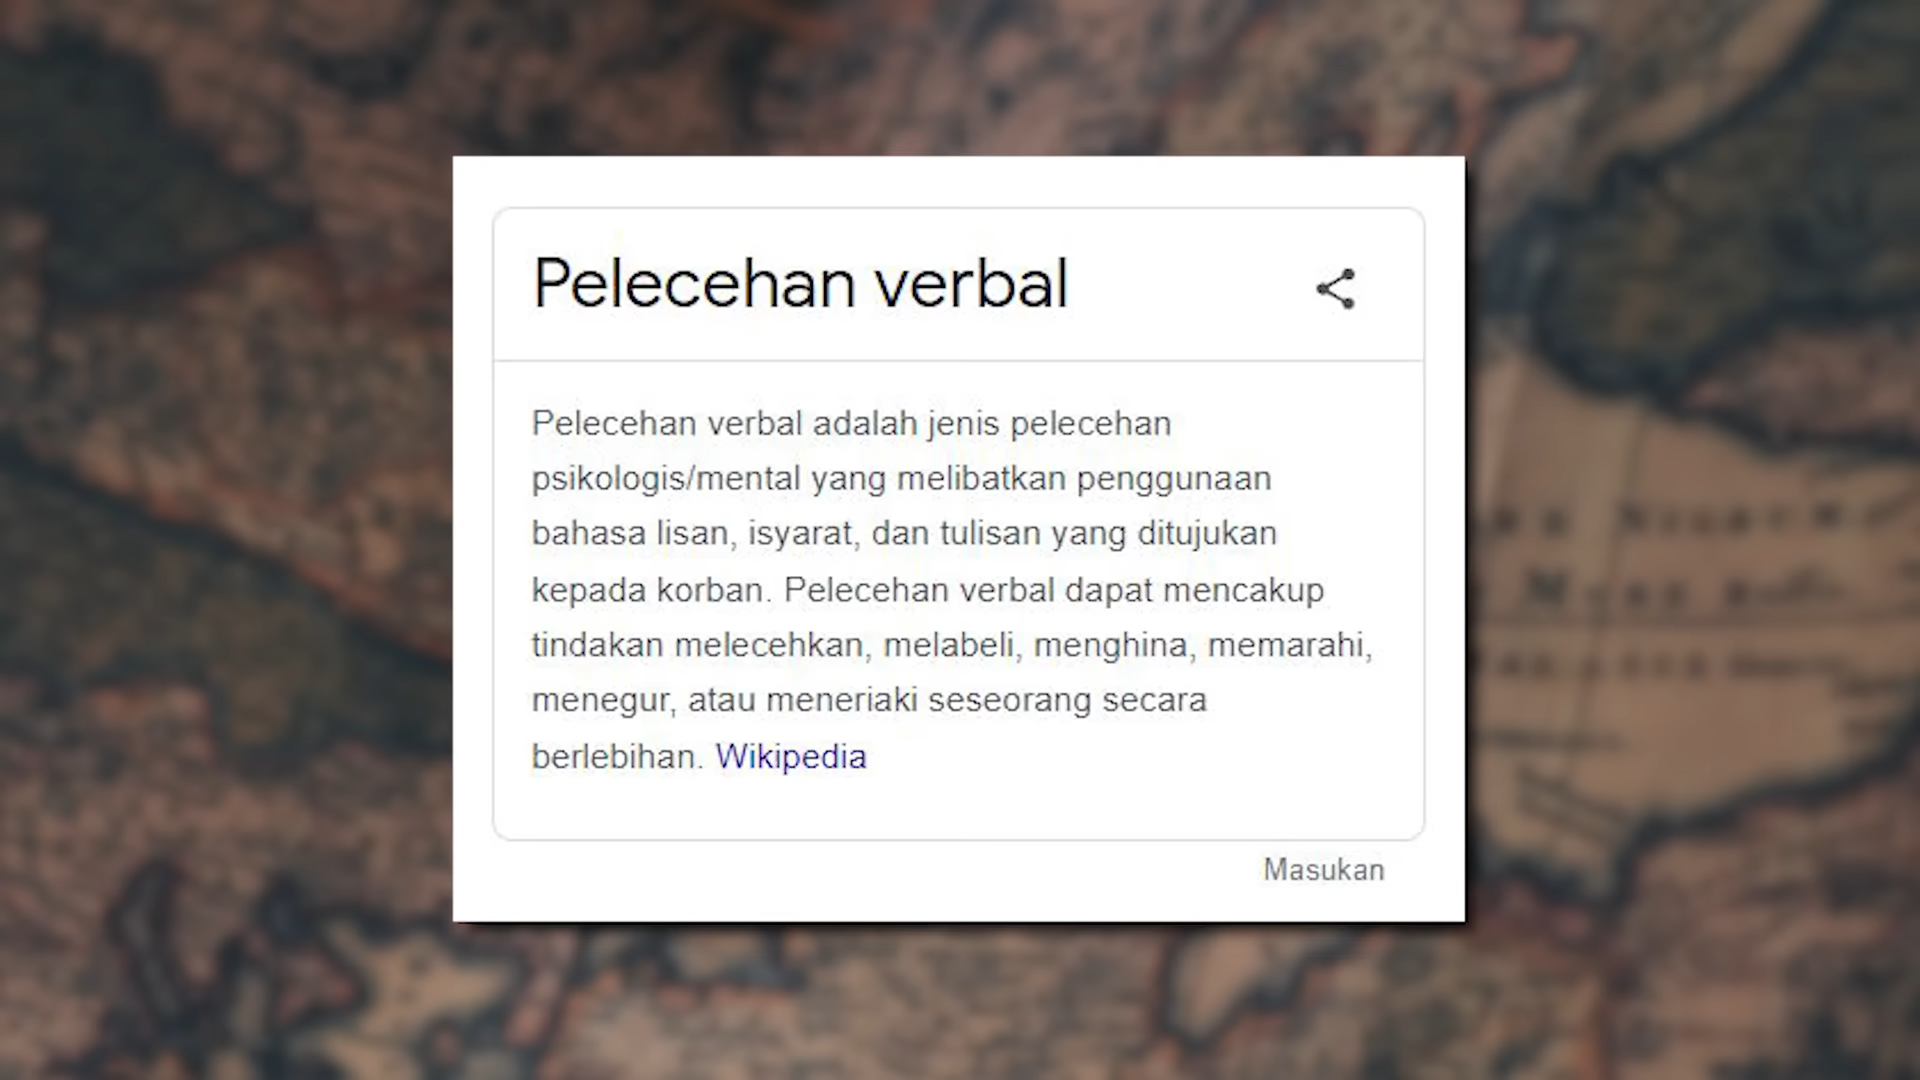 Pelecehan verbal
Pelecehan verbal adalah jenis pelecehan
psikologis/mental yang melibatkan penggunaan
bahasa lisan, isyarat, dan tulisan yang ditujukan
kepada korban. Pelecehan verbal dapat mencakup
tindakan melecehkan, melabeli, menghina, memarahi,
menegur, atau meneriaki seseorang secara
berlebihan. Wikipedia
Masukan